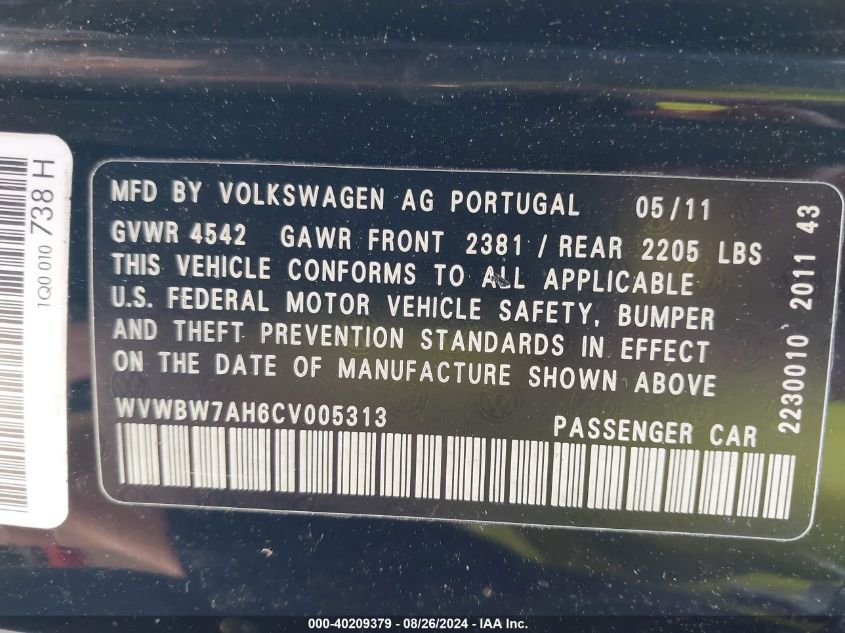 MFD BY VOLKSWAGEN AG PORTUGAL 05/11
GVWR 4542 GAWR FRONT 2381 / REAR 2205 LBS
THIS VEHICLE CONFORMS TO ALL APPLICABLE
U.S. FEDERAL MOTOR VEHICLE SAFETY, BUMPER
AND THEFT PREVENTION STANDARDS IN EFFECT
ON THE DATE OF MANUFACTURE SHOWN ABOVE
WVWBW7AH6CV005313
PASSENGER CAR
2230010 2011 43
1Q0 010 738 H
000-40209379 - 08/26/2024 - IAA Inc.